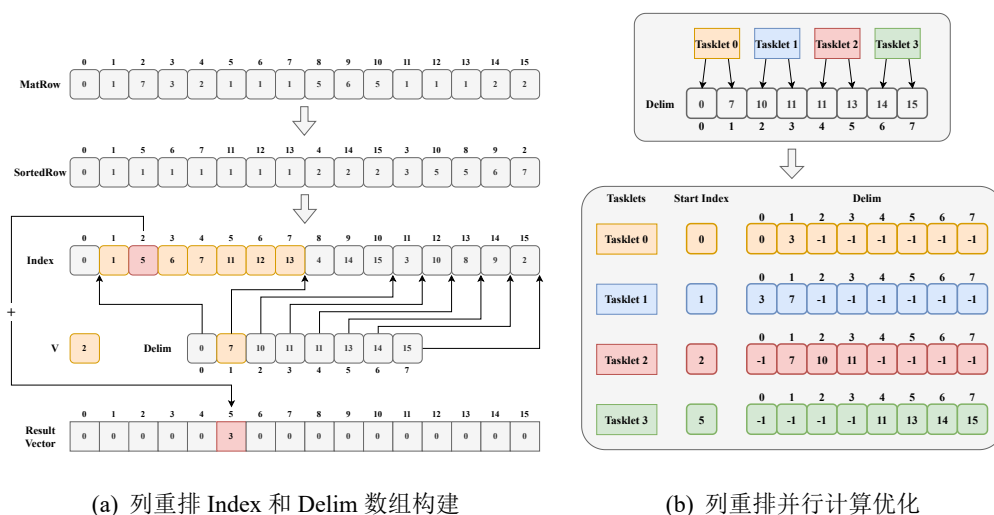 0 1 2 3 4 5 6 7 8 9 10 11 12 13 14 15
MatRow 0 1 7 3 2 1 1 1 5 6 5 1 1 1 2 2
0 1 5 6 7 11 12 13 4 14 15 3 10 8 9 2
SortedRow 0 1 1 1 1 1 1 1 2 2 2 3 5 5 6 7
0 1 2 3 4 5 6 7 8 9 10 11 12 13 14 15
Index 0 1 5 6 7 11 12 13 4 14 15 3 10 8 9 2
+
V 2 Delim 0 7 10 11 11 13 14 15
0 1 2 3 4 5 6 7
0 1 2 3 4 5 6 7 8 9 10 11 12 13 14 15
Result
Vector
0 0 0 0 0 3 0 0 0 0 0 0 0 0 0 0
(a) 列重排 Index 和 Delim 数组构建
Tasklet 0 Tasklet 1 Tasklet 2 Tasklet 3
Delim 0 7 10 11 11 13 14 15
0 1 2 3 4 5 6 7
Tasklets Start Index Delim
0 1 2 3 4 5 6 7
Tasklet 0 0 0 3 -1 -1 -1 -1 -1 -1
0 1 2 3 4 5 6 7
Tasklet 1 1 3 7 -1 -1 -1 -1 -1 -1
0 1 2 3 4 5 6 7
Tasklet 2 2 -1 7 10 11 -1 -1 -1 -1
0 1 2 3 4 5 6 7
Tasklet 3 5 -1 -1 -1 -1 11 13 14 15
(b) 列重排并行计算优化